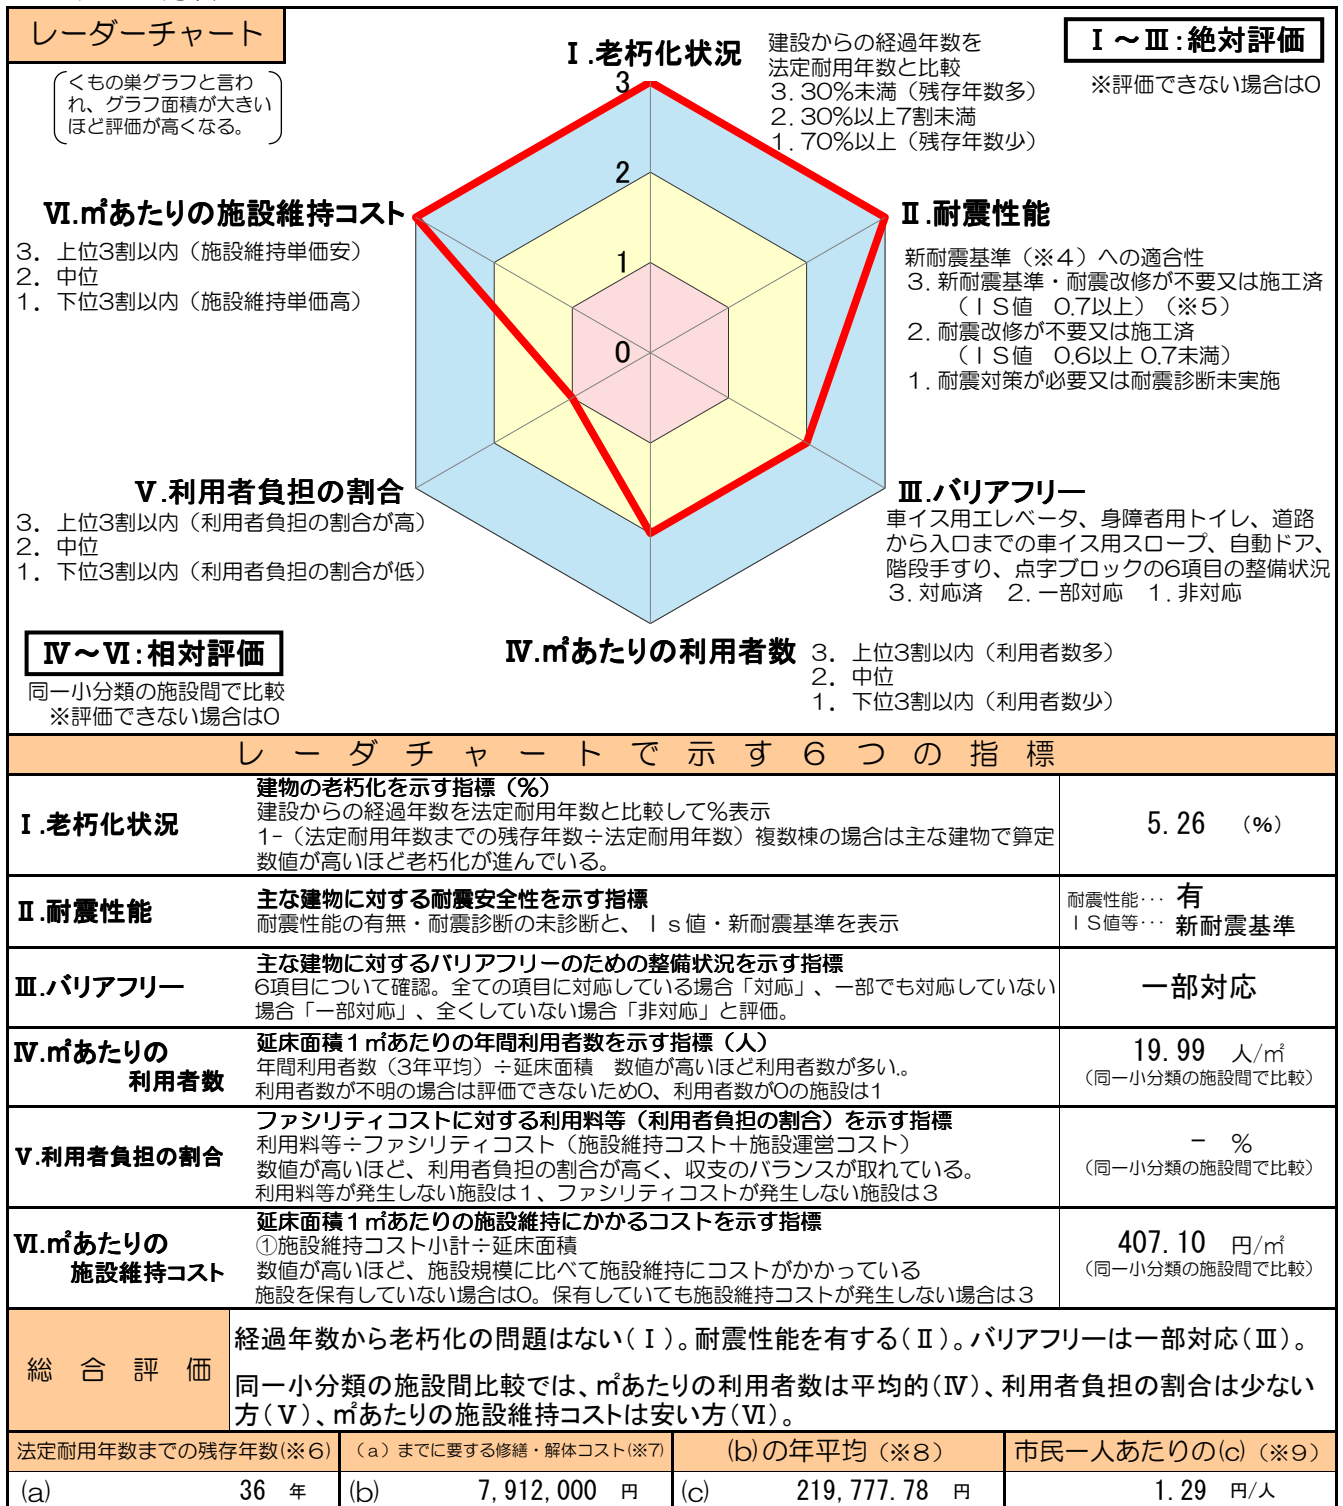 レーダーチャート
くもの巣グラフと言わ
れ、グラフ面積が大きい
ほど評価が高くなる。
Ⅰ.老朽化状況
建設からの経過年数を
法定耐用年数と比較
3. 30%未満（残存年数多）
2. 30%以上7割未満
1. 70%以上（残存年数少）
Ⅰ～Ⅲ:絶対評価
※評価できない場合は0
3
2
1
0
Ⅵ.㎡あたりの施設維持コスト
3. 上位3割以内（施設維持単価安）
2. 中位
1. 下位3割以内（施設維持単価高）
Ⅱ.耐震性能
新耐震基準（※４）への適合性
3. 新耐震基準・耐震改修が不要又は施工済
（ＩＳ値　0.7以上）（※５）
2. 耐震改修が不要又は施工済
（ＩＳ値　0.6以上 0.7未満）
1. 耐震対策が必要又は耐震診断未実施
Ⅴ.利用者負担の割合
3. 上位3割以内（利用者負担の割合が高）
2. 中位
1. 下位3割以内（利用者負担の割合が低）
Ⅲ.バリアフリー
車イス用エレベータ、身障者用トイレ、道路
から入口までの車イス用スロープ、自動ドア、
階段手すり、点字ブロックの6項目の整備状況
3. 対応済　2. 一部対応　1. 非対応
Ⅳ～Ⅵ:相対評価
同一小分類の施設間で比較
※評価できない場合は0
Ⅳ.㎡あたりの利用者数
3. 上位3割以内（利用者数多）
2. 中位
1. 下位3割以内（利用者数少）
レーダチャートで示す６つの指標
Ⅰ.老朽化状況
建物の老朽化を示す指標（%）
建設からの経過年数を法定耐用年数と比較して%表示
1-（法定耐用年数までの残存年数÷法定耐用年数）複数棟の場合は主な建物で算定
数値が高いほど老朽化が進んでいる。
5.26 （%）
Ⅱ.耐震性能
主な建物に対する耐震安全性を示す指標
耐震性能の有無・耐震診断の未診断と、Ｉｓ値・新耐震基準を表示
耐震性能… 有
ＩＳ値等… 新耐震基準
Ⅲ.バリアフリー
主な建物に対するバリアフリーのための整備状況を示す指標
6項目について確認。全ての項目に対応している場合「対応」、一部でも対応していない
場合「一部対応」、全くしていない場合「非対応」と評価。
一部対応
Ⅳ.㎡あたりの
利用者数
延床面積１㎡あたりの年間利用者数を示す指標（人）
年間利用者数（3年平均）÷延床面積　数値が高いほど利用者数が多い。
利用者数が不明の場合は評価できないため0、利用者数が0の施設は1
19.99 人/㎡
（同一小分類の施設間で比較）
Ⅴ.利用者負担の割合
ファシリティコストに対する利用料等（利用者負担の割合）を示す指標
利用料等÷ファシリティコスト（施設維持コスト＋施設運営コスト）
数値が高いほど、利用者負担の割合が高く、収支のバランスが取れている。
利用料等が発生しない施設は１、ファシリティコストが発生しない施設は３
- %
（同一小分類の施設間で比較）
Ⅵ.㎡あたりの
施設維持コスト
延床面積１㎡あたりの施設維持にかかるコストを示す指標
①施設維持コスト小計÷延床面積
数値が高いほど、施設規模に比べて施設維持にコストがかかっている
施設を保有していない場合は0。保有していても施設維持コストが発生しない場合は３
407.10 円/㎡
（同一小分類の施設間で比較）
総合評価
経過年数から老朽化の問題はない(Ⅰ)。耐震性能を有する(Ⅱ)。バリアフリーは一部対応(Ⅲ)。
同一小分類の施設間比較では、㎡あたりの利用者数は平均的(Ⅳ)、利用者負担の割合は少ない
方(Ⅴ)、㎡あたりの施設維持コストは安い方(Ⅵ)。
法定耐用年数までの残存年数(※６)
（a）までに要する修繕・解体コスト(※７)
(b)の年平均（※８）
市民一人あたりの(c)（※９）
(a) 36 年
(b) 7,912,000 円
(c) 219,777.78 円
1.29 円/人